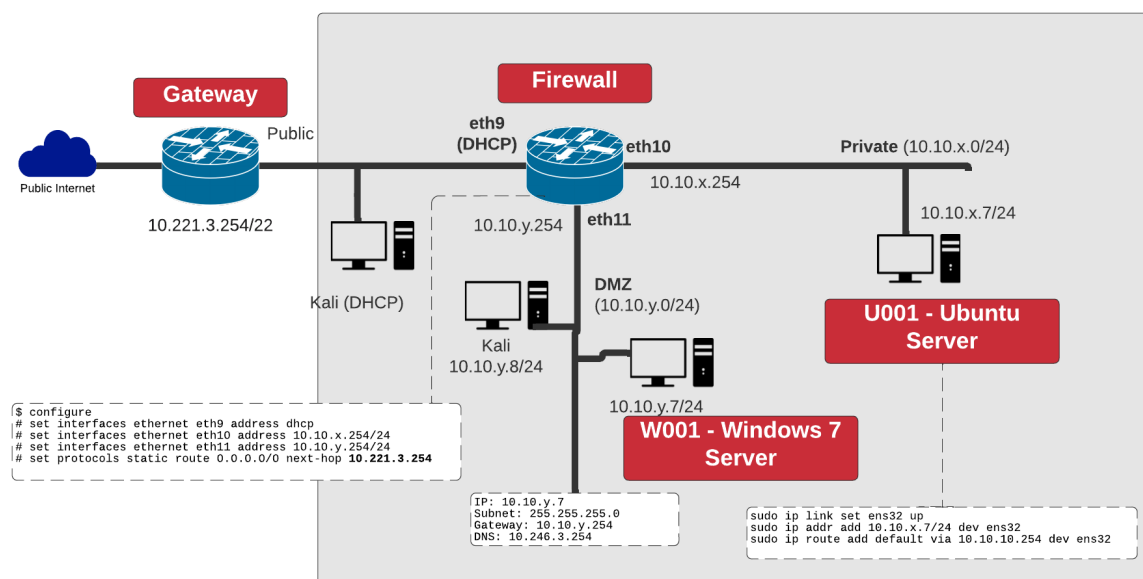 Gateway
Firewall
Public
eth9
(DHCP)
eth10
Private (10.10.x.0/24)
Public Internet
10.10.x.254
10.221.3.254/22
10.10.y.254
eth11
10.10.x.7/24
DMZ
(10.10.y.0/24)
Kali (DHCP)
U001 - Ubuntu
Server
Kali
10.10.y.8/24
10.10.y.7/24
W001 - Windows 7
Server
$ configure
# set interfaces ethernet eth9 address dhcp
# set interfaces ethernet eth10 address 10.10.x.254/24
# set interfaces ethernet eth11 address 10.10.y.254/24
# set protocols static route 0.0.0.0/0 next-hop 10.221.3.254
IP: 10.10.y.7
Subnet: 255.255.255.0
Gateway: 10.10.y.254
DNS: 10.246.3.254
sudo ip link set ens32 up
sudo ip addr add 10.10.x.7/24 dev ens32
sudo ip route add default via 10.10.10.254 dev ens32